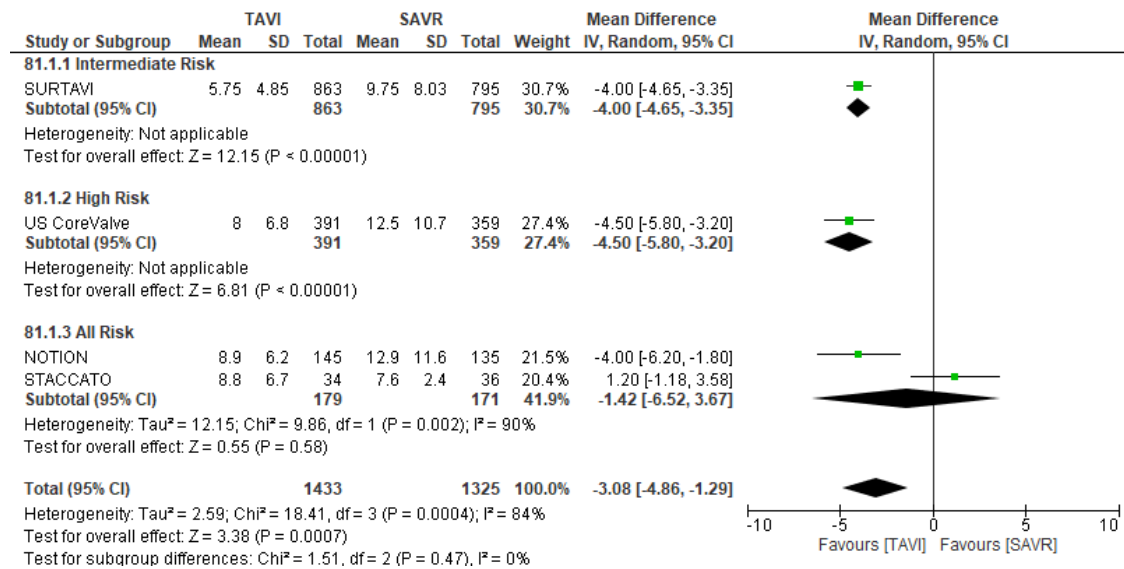 TAVI SAVR Mean Difference Mean Difference
Study or Subgroup Mean SD Total Mean SD Total Weight IV, Random, 95% CI IV, Random, 95% CI
81.1.1 Intermediate Risk
SURTAVI 5.75 4.85 863 9.75 8.03 795 30.7% -4.00 [-4.65, -3.35]
Subtotal (95% CI) 863 795 30.7% -4.00 [-4.65, -3.35]
Heterogeneity: Not applicable
Test for overall effect: Z = 12.15 (P < 0.00001)
81.1.2 High Risk
US CoreValve 8 6.8 391 12.5 10.7 359 27.4% -4.50 [-5.80, -3.20]
Subtotal (95% CI) 391 359 27.4% -4.50 [-5.80, -3.20]
Heterogeneity: Not applicable
Test for overall effect: Z = 6.81 (P < 0.00001)
81.1.3 All Risk
NOTION 8.9 6.2 145 12.9 11.6 135 21.5% -4.00 [-6.20, -1.80]
STACCATO 8.8 6.7 34 7.6 2.4 36 20.4% 1.20 [-1.18, 3.58]
Subtotal (95% CI) 179 171 41.9% -1.42 [-6.52, 3.67]
Heterogeneity: Tau² = 12.15; Chi² = 9.86, df = 1 (P = 0.002); I² = 90%
Test for overall effect: Z = 0.55 (P = 0.58)
Total (95% CI) 1433 1325 100.0% -3.08 [-4.86, -1.29]
Heterogeneity: Tau² = 2.59; Chi² = 18.41, df = 3 (P = 0.0004); I² = 84%
Test for overall effect: Z = 3.38 (P = 0.0007)
Test for subgroup differences: Chi² = 1.51, df = 2 (P = 0.47), I² = 0%
-10 -5 0 5 10
Favours [TAVI] Favours [SAVR]